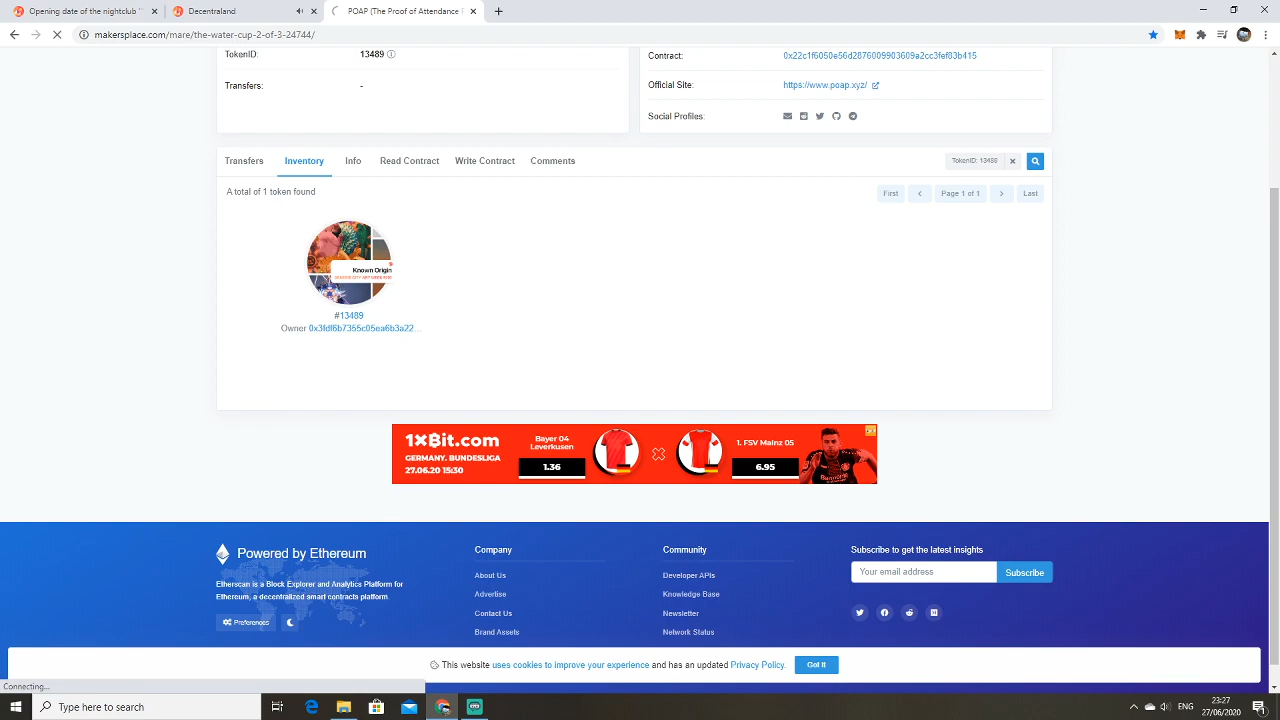 Opening date of the nightclub
Decentraland
POAP (The Proof of Attendance
makersplace.com/mare/the-water-cup-2-of-3-24744/
TokenID:
13489
Transfers:
-
Contract:
0x22c1f6050e56d2876009903609a2cc3fef83b415
Official Site:
https://www.poap.xyz/
Social Profiles:
Transfers
Inventory
Info
Read Contract
Write Contract
Comments
TokenID: 13489
A total of 1 token found
First
Page 1 of 1
Last
Known Origin
#13489
Owner 0x3fdf6b7355c05ea6b3a22...
1XBit.com
GERMANY. BUNDESLIGA
27.06.20 15:30
Bayer 04
Leverkusen
1.36
1. FSV Mainz 05
6.95
Powered by Ethereum
Etherscan is a Block Explorer and Analytics Platform for
Ethereum, a decentralized smart contracts platform.
Preferences
Company
About Us
Advertise
Contact Us
Brand Assets
Community
Developer APIs
Knowledge Base
Newsletter
Network Status
Subscribe to get the latest insights
Your email address
Subscribe
This website uses cookies to improve your experience and has an updated Privacy Policy.
Got It
Connecting...
Type here to search
ENG
23:27
27/06/2020